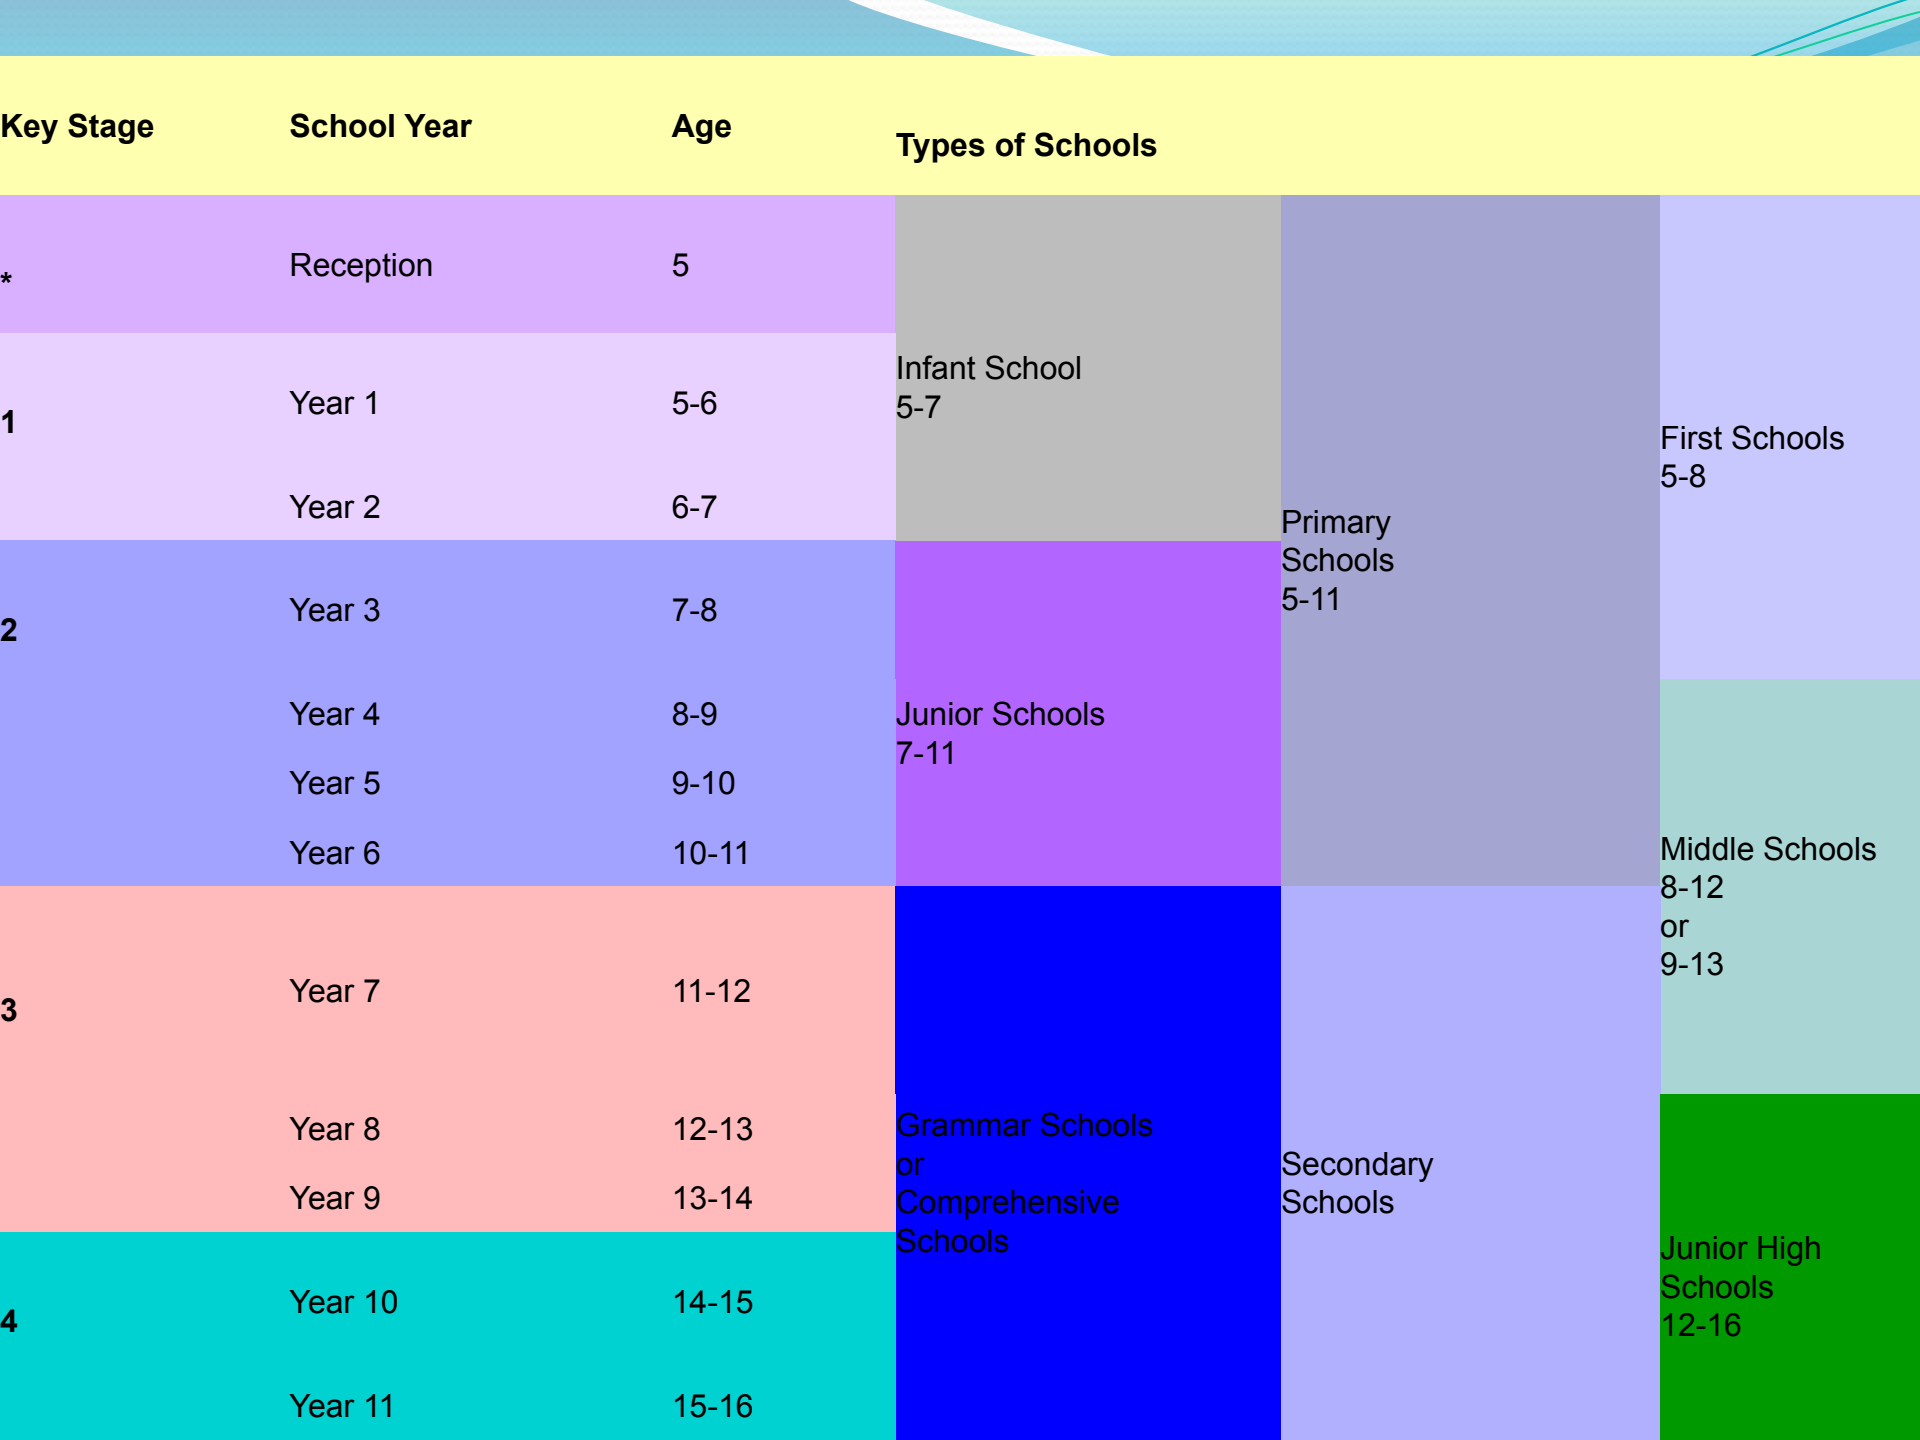 Key Stage
School Year
Age
Types of Schools
*
Reception
5
Infant School
5-7
Primary
Schools
5-11
First Schools
5-8
1
Year 1
5-6
Year 2
6-7
2
Year 3
7-8
Junior Schools
7-11
Year 4
8-9
Middle Schools
8-12
or
9-13
Year 5
9-10
Year 6
10-11
3
Year 7
11-12
Grammar Schools
or
Comprehensive
Schools
Secondary
Schools
Year 8
12-13
Junior High
Schools
12-16
Year 9
13-14
4
Year 10
14-15
Year 11
15-16